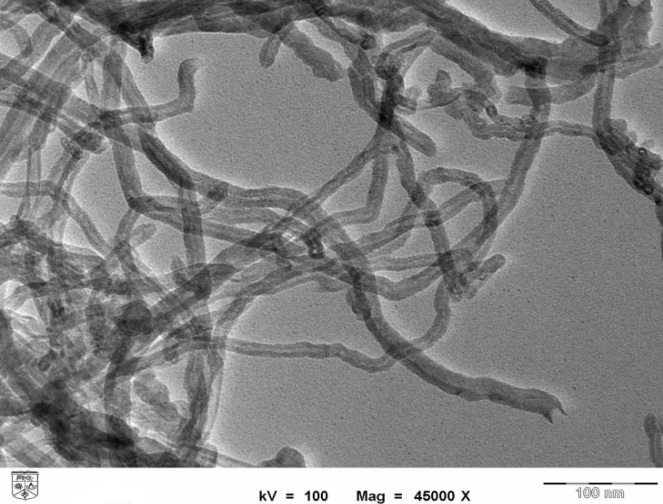 kV = 100 Mag = 45000 X 100 nm